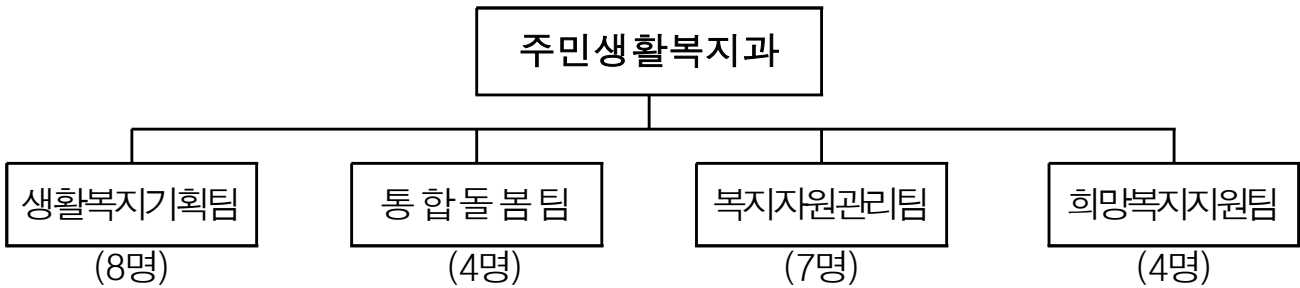 주민생활복지과
생활복지기획팀 통합돌봄팀 복지자원관리팀 희망복지지원팀
(8명) (4명) (7명) (4명)